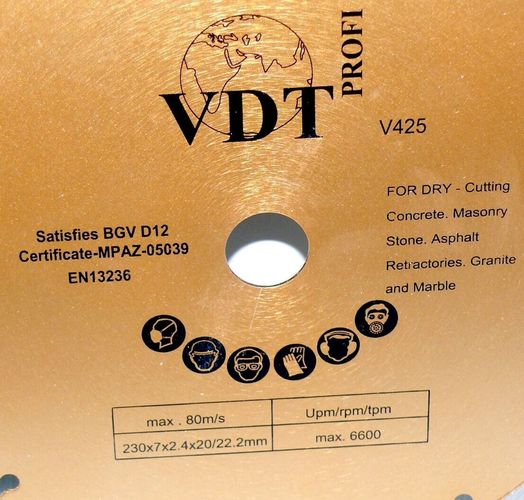 VDT
PROFI
V425
FOR DRY - Cutting
Concrete. Masonry
Stone. Asphalt
Retractories. Granite
and Marble
Satisfies BGV D12
Certificate-MPAZ-05039
EN13236
max . 80m/s
Upm/rpm/tpm
230x7x2.4x20/22.2mm
max. 6600